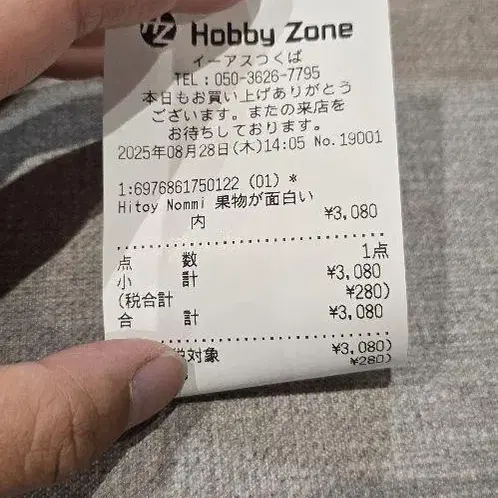 HZ Hobby Zone
イーアスつくば
TEL:050-3626-7795
本日もお買い上げありがとう
ございます。またの来店を
お待ちしております。
2025年08月28日(木)14:05 No.19001
1:6976861750122 (01) *
Hitoy Nommi 果物が面白い
内 ¥3,080
点 数 1点
小 計 ¥3,080
(税合計 ¥280)
合 計 ¥3,080
対象 ¥3,080)
¥280)